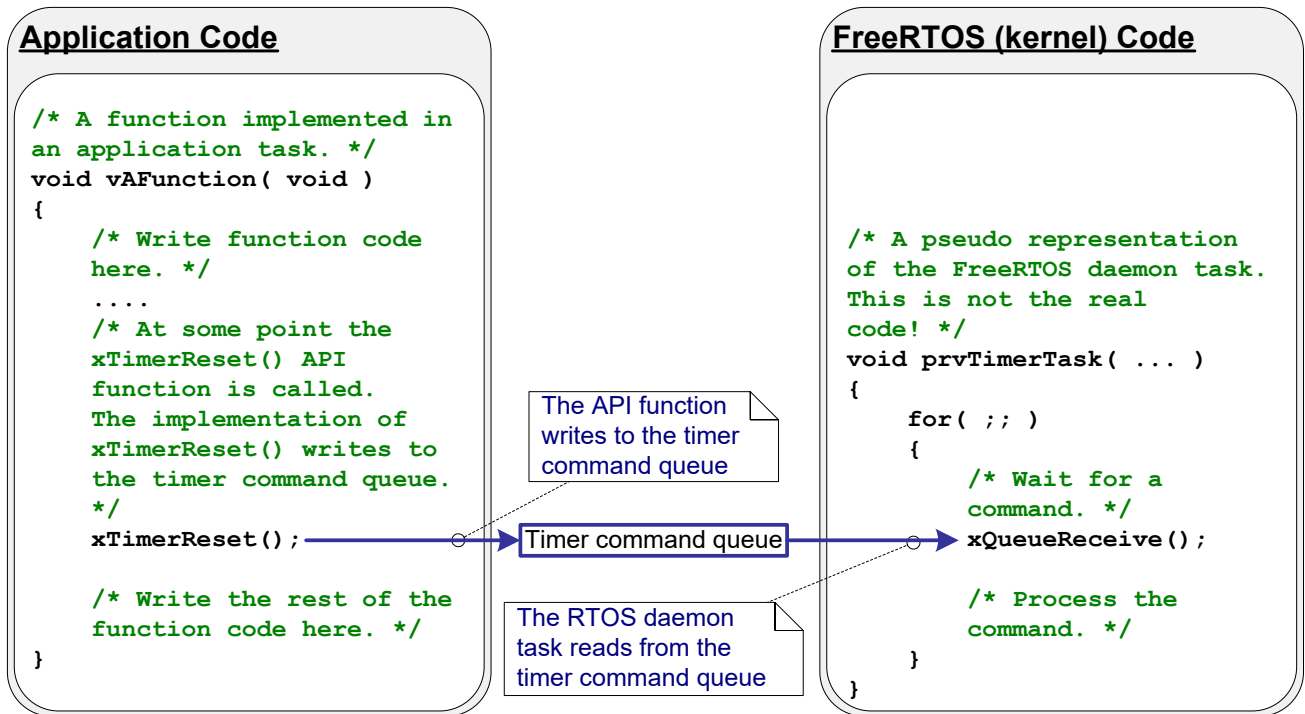 Application Code
/* A function implemented in
an application task. */
void vAFunction( void )
{
/* Write function code
here. */
....
/* At some point the
xTimerReset() API
function is called.
The implementation of
xTimerReset() writes to
the timer command queue.
*/
xTimerReset();
/* Write the rest of the
function code here. */
}
The API function
writes to the timer
command queue
Timer command queue
The RTOS daemon
task reads from the
timer command queue
FreeRTOS (kernel) Code
/* A pseudo representation
of the FreeRTOS daemon task.
This is not the real
code! */
void prvTimerTask( ... )
{
for( ;; )
{
/* Wait for a
command. */
xQueueReceive();
/* Process the
command. */
}
}